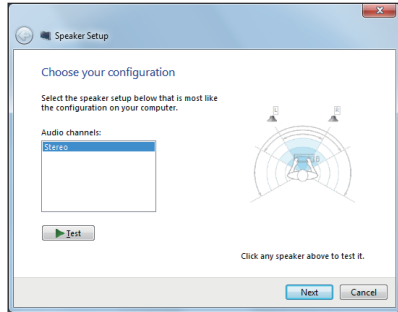 Speaker Setup
Choose your configuration
Select the speaker setup below that is most like
the configuration on your computer.
Audio channels:
Stereo
Test
L
R
Click any speaker above to test it.
Next
Cancel